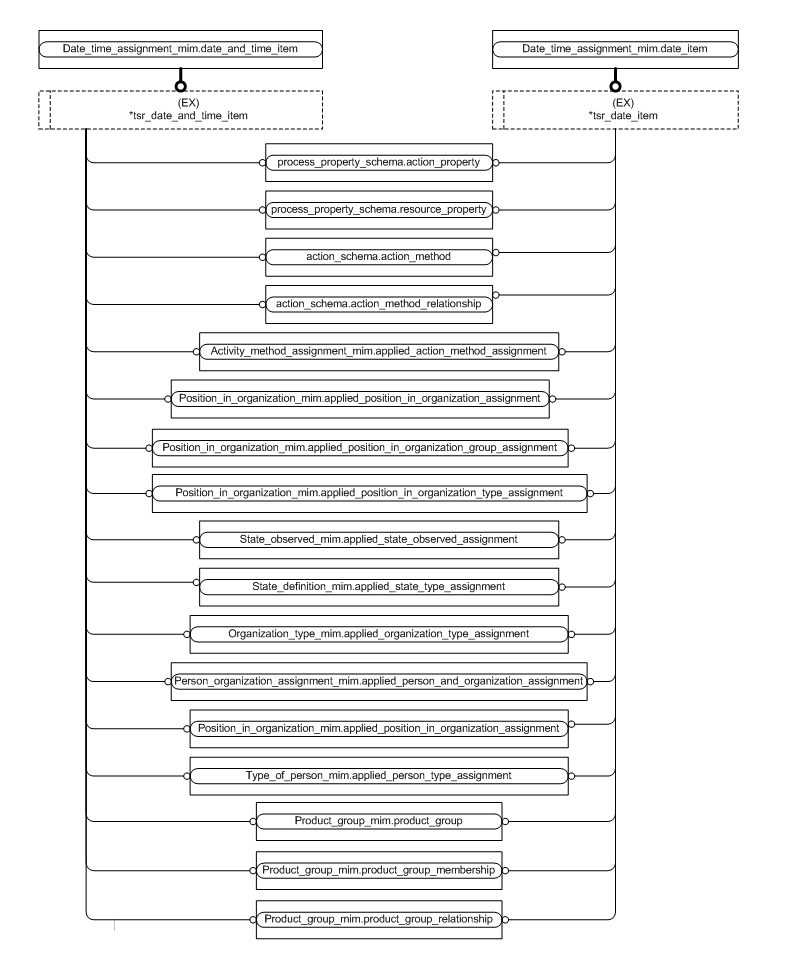 Date_time_assignment_mim.date_and_time_item
Date_time_assignment_mim.date_item
(EX)
*tsr_date_and_time_item
(EX)
*tsr_date_item
process_property_schema.action_property
process_property_schema.resource_property
action_schema.action_method
action_schema.action_method_relationship
Activity_method_assignment_mim.applied_action_method_assignment
Position_in_organization_mim.applied_position_in_organization_assignment
Position_in_organization_mim.applied_position_in_organization_group_assignment
Position_in_organization_mim.applied_position_in_organization_type_assignment
State_observed_mim.applied_state_observed_assignment
State_definition_mim.applied_state_type_assignment
Organization_type_mim.applied_organization_type_assignment
Person_organization_assignment_mim.applied_person_and_organization_assignment
Position_in_organization_mim.applied_position_in_organization_assignment
Type_of_person_mim.applied_person_type_assignment
Product_group_mim.product_group
Product_group_mim.product_group_membership
Product_group_mim.product_group_relationship